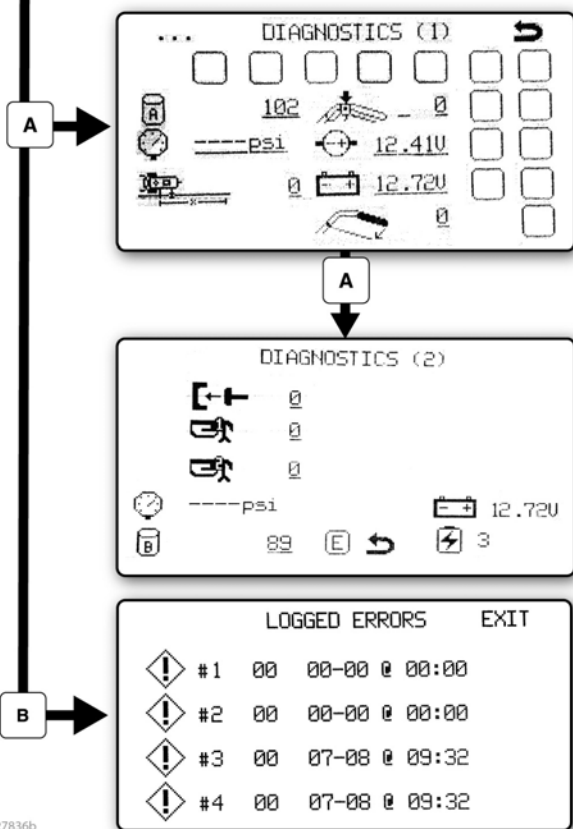 ... DIAGNOSTICS (1)
A
A 102 _ 0
----psi 12.41V
0 12.72V
0
A
DIAGNOSTICS (2)
0
1 0
2 0
----psi 12.72V
B 89 E 3
LOGGED ERRORS EXIT
#1 00 00-00 @ 00:00
B
#2 00 00-00 @ 00:00
#3 00 07-08 @ 09:32
#4 00 07-08 @ 09:32